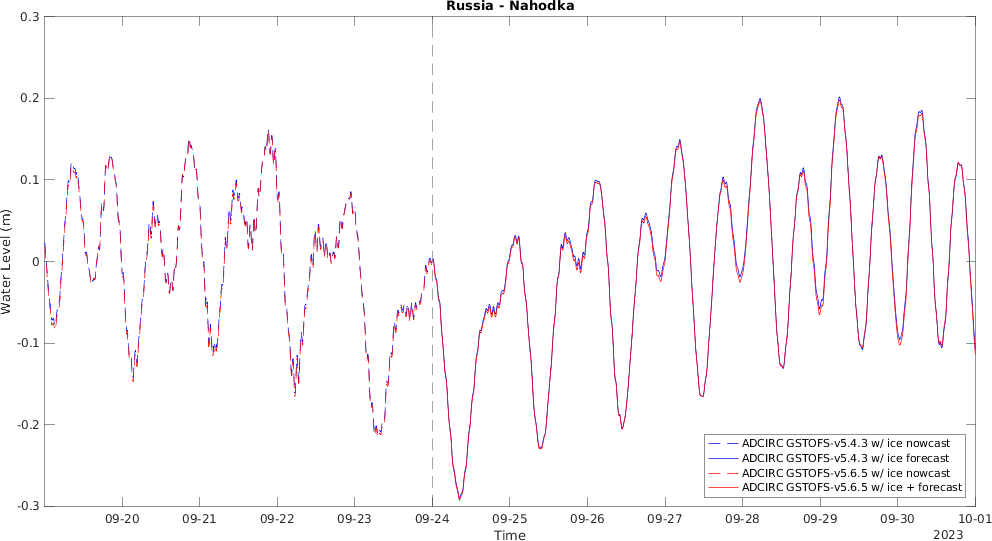 Russia - Nahodka
0.3
0.2
0.1
0
-0.1
-0.2
-0.3
Water Level (m)
ADCIRC GSTOFS-v5.4.3 w/ ice nowcast
ADCIRC GSTOFS-v5.4.3 w/ ice forecast
ADCIRC GSTOFS-v5.6.5 w/ ice nowcast
ADCIRC GSTOFS-v5.6.5 w/ ice + forecast
09-20 09-21 09-22 09-23 09-24 09-25 09-26 09-27 09-28 09-29 09-30 10-01
Time
2023